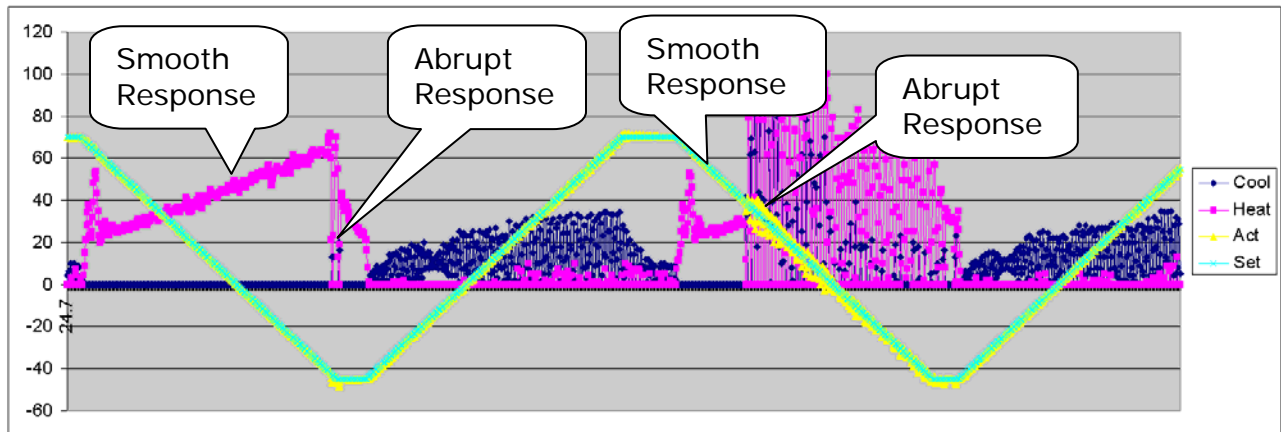 120
100
80
60
40
20
0
-20
-40
-60
24.7
Smooth
Response
Abrupt
Response
Smooth
Response
Abrupt
Response
Cool
Heat
Act
Set